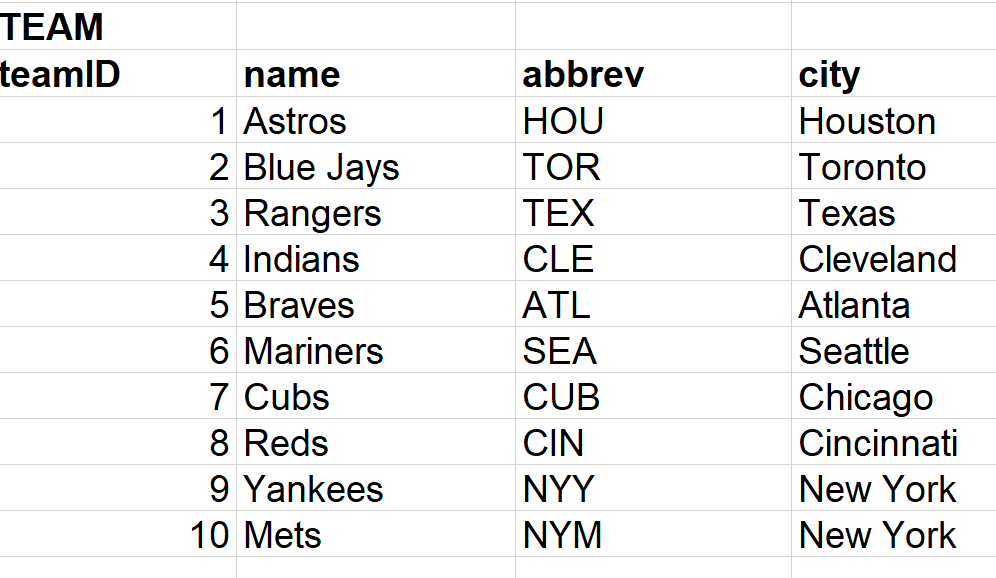 TEAM
teamID name abbrev city
1 Astros HOU Houston
2 Blue Jays TOR Toronto
3 Rangers TEX Texas
4 Indians CLE Cleveland
5 Braves ATL Atlanta
6 Mariners SEA Seattle
7 Cubs CUB Chicago
8 Reds CIN Cincinnati
9 Yankees NYY New York
10 Mets NYM New York